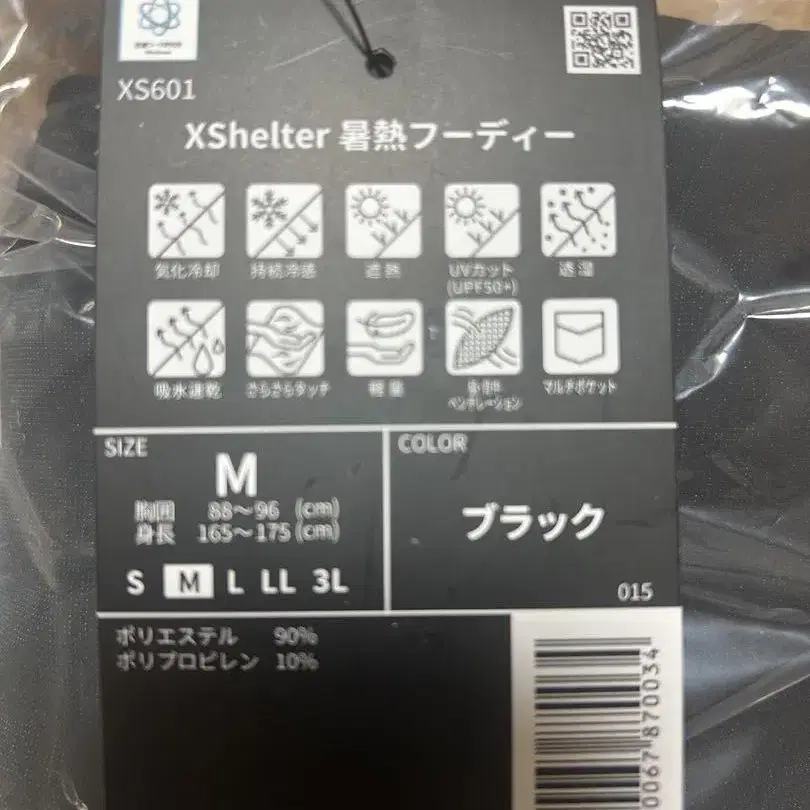 XS601
XShelter 暑熱フーディー
気化冷却 持続冷感 遮熱 UVカット 透湿
(UPF50+)
吸水速乾 さらさらタッチ 軽量 マルチポケット
ベンチレーション
SIZE
M
胸囲 88〜96 (cm)
身長 165〜175 (cm)
S M L LL 3L
COLOR
ブラック
015
ポリエステル 90%
ポリプロピレン 10%
0067 870034